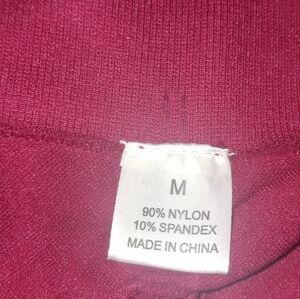 M
90% NYLON
10% SPANDEX
MADE IN CHINA